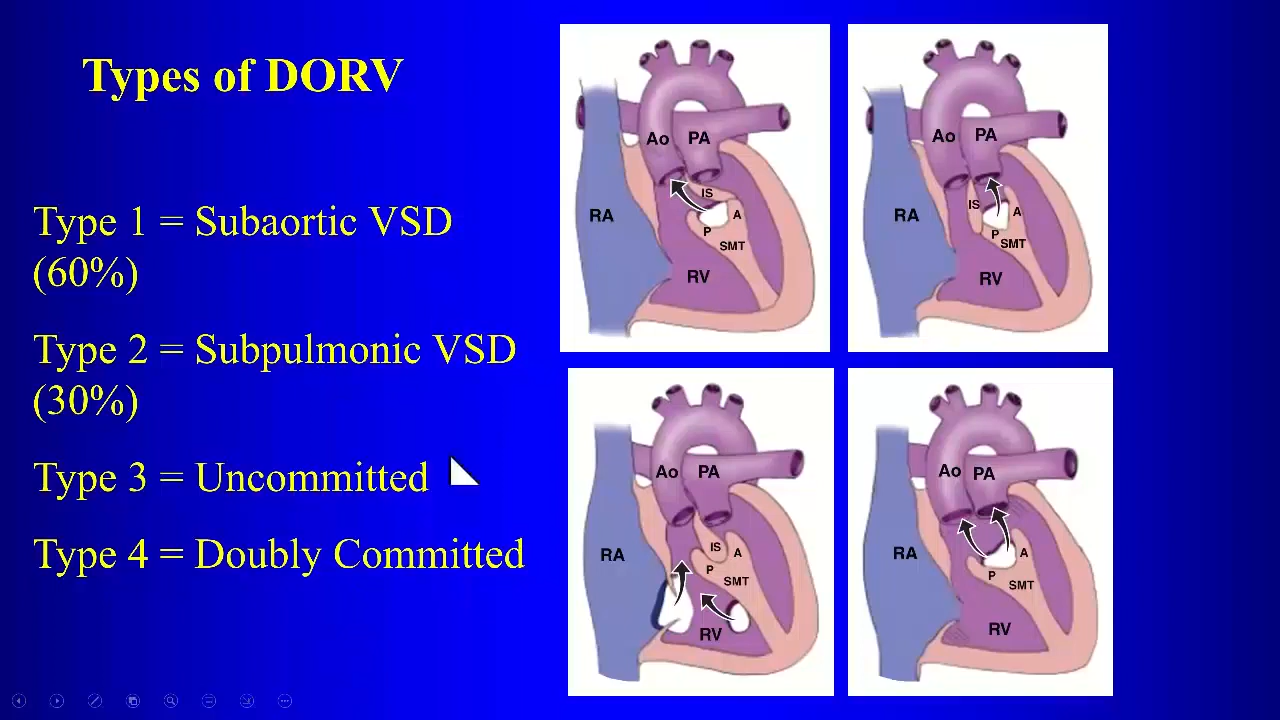 Types of DORV
Type 1 = Subaortic VSD
(60%)
Type 2 = Subpulmonic VSD
(30%)
Type 3 = Uncommitted
Type 4 = Doubly Committed
Ao PA
IS
RA
A
P
SMT
RV
Ao PA
IS
RA
A
P
SMT
RV
Ao PA
RA
IS
A
P
SMT
RV
Ao PA
RA
A
P
SMT
RV